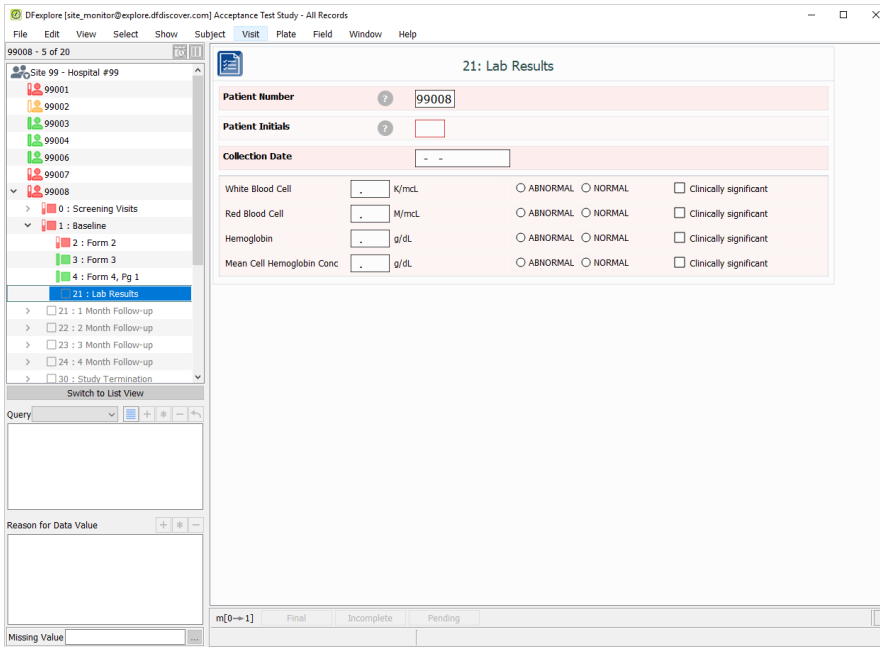 DFexplore [site_monitor@explore.dfdiscover.com] Acceptance Test Study - All Records
File Edit View Select Show Subject Visit Plate Field Window Help
99008 - 5 of 20
Site 99 - Hospital #99
99001
99002
99003
99004
99006
99007
99008
0 : Screening Visits
1 : Baseline
2 : Form 2
3 : Form 3
4 : Form 4, Pg 1
21 : Lab Results
21 : 1 Month Follow-up
22 : 2 Month Follow-up
23 : 3 Month Follow-up
24 : 4 Month Follow-up
30 : Study Termination
Switch to List View
Query
Reason for Data Value
Missing Value ...
21: Lab Results
Patient Number ? 99008
Patient Initials ?
Collection Date - -
White Blood Cell . K/mcL ABNORMAL NORMAL Clinically significant
Red Blood Cell . M/mcL ABNORMAL NORMAL Clinically significant
Hemoglobin . g/dL ABNORMAL NORMAL Clinically significant
Mean Cell Hemoglobin Conc . g/dL ABNORMAL NORMAL Clinically significant
m[0→1] Final Incomplete Pending